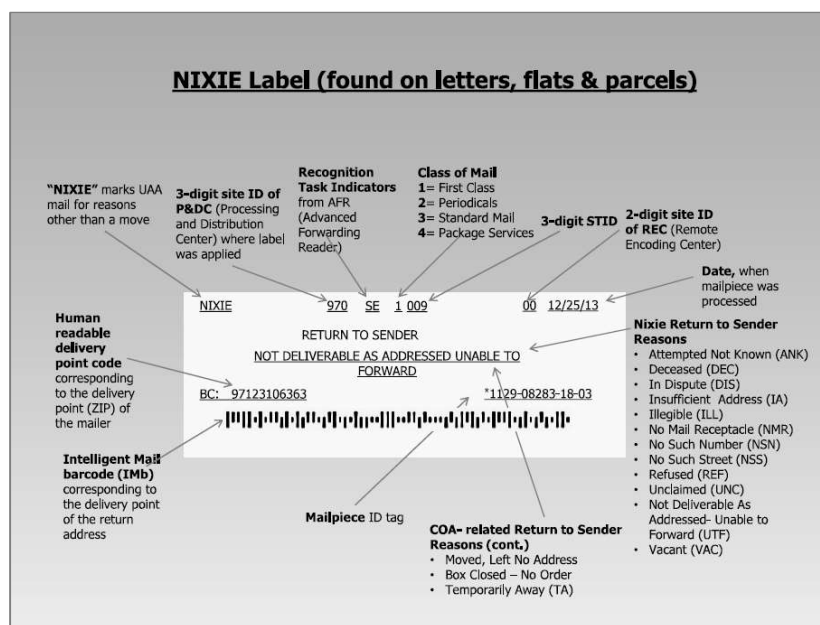 NIXIE Label (found on letters, flats & parcels)
"NIXIE" marks UAA
mail for reasons
other than a move
3-digit site ID of
P&DC (Processing
and Distribution
Center) where label
was applied
Recognition
Task Indicators
from AFR
(Advanced
Forwarding
Reader)
Class of Mail
1= First Class
2= Periodicals
3= Standard Mail
4= Package Services
3-digit STID
2-digit site ID
of REC (Remote
Encoding Center)
Date, when
mailpiece was
processed
NIXIE 970 SE 1 009 00 12/25/13
RETURN TO SENDER
NOT DELIVERABLE AS ADDRESSED UNABLE TO
FORWARD
BC: 97123106363 *1129-08283-18-03
Human
readable
delivery
point code
corresponding
to the delivery
point (ZIP) of
the mailer
Intelligent Mail
barcode (IMb)
corresponding to
the delivery point
of the return
address
Mailpiece ID tag
COA- related Return to Sender
Reasons (cont.)
• Moved, Left No Address
• Box Closed – No Order
• Temporarily Away (TA)
Nixie Return to Sender
Reasons
• Attempted Not Known (ANK)
• Deceased (DEC)
• In Dispute (DIS)
• Insufficient Address (IA)
• Illegible (ILL)
• No Mail Receptacle (NMR)
• No Such Number (NSN)
• No Such Street (NSS)
• Refused (REF)
• Unclaimed (UNC)
• Not Deliverable As
Addressed- Unable to
Forward (UTF)
• Vacant (VAC)